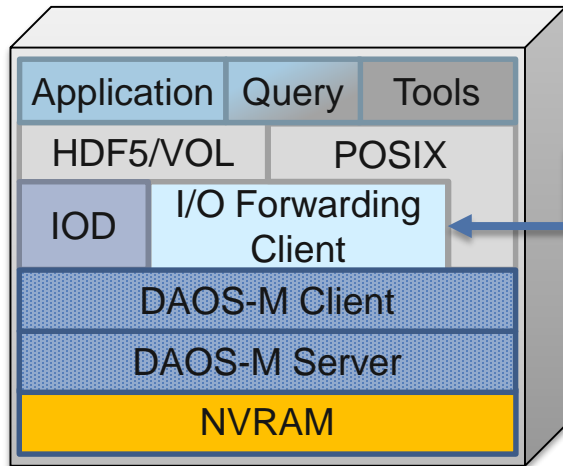 Application Query Tools
HDF5/VOL POSIX
IOD I/O Forwarding
Client
DAOS-M Client
DAOS-M Server
NVRAM